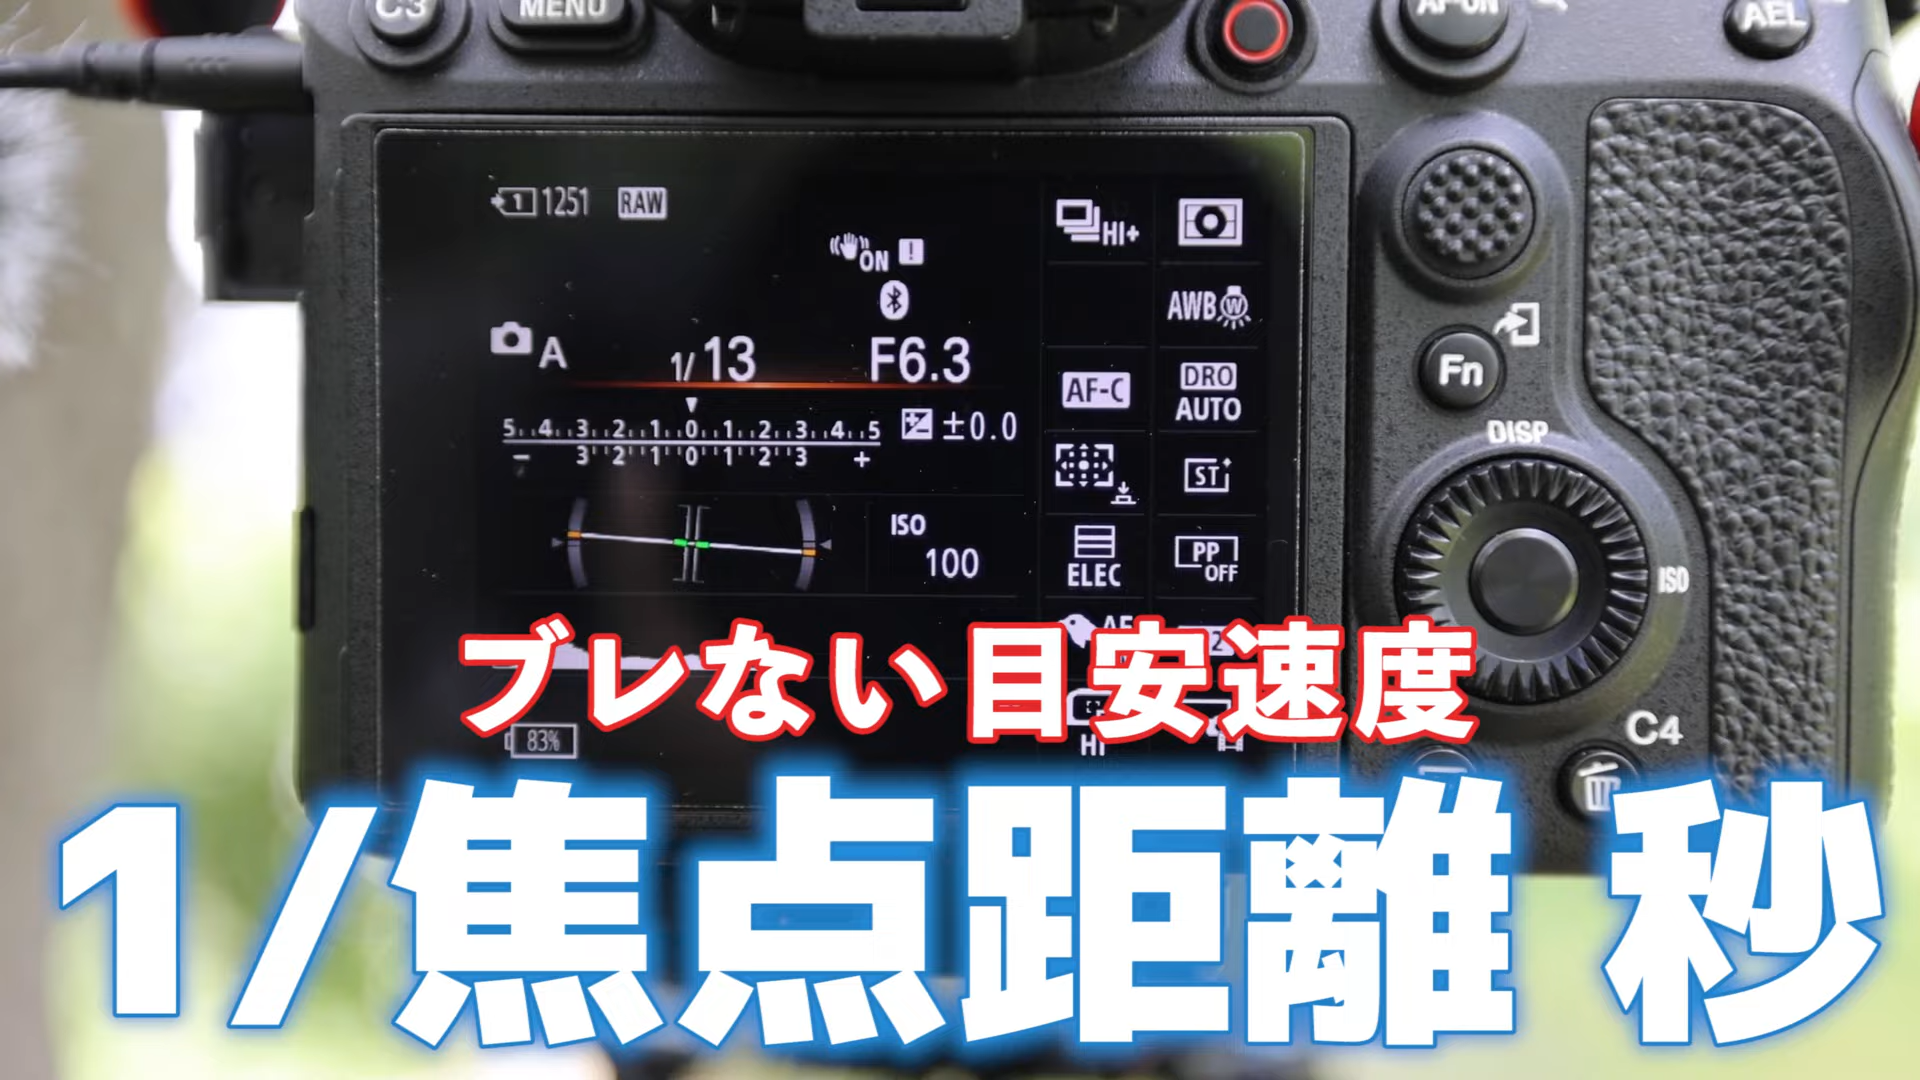 C3 MENU AF-ON AEL
1 1251 RAW
HI+
ON !
AWB W
A 1/13 F6.3
AF-C DRO AUTO
Fn
5 4 3 2 1 0 1 2 3 4 5 ±0.0
- 3 2 1 0 1 2 3 +
DISP
ST
ISO
100
ELEC
PP OFF
ISO
AF
ブレない目安速度
83%
HI
C4
1/焦点距離 秒